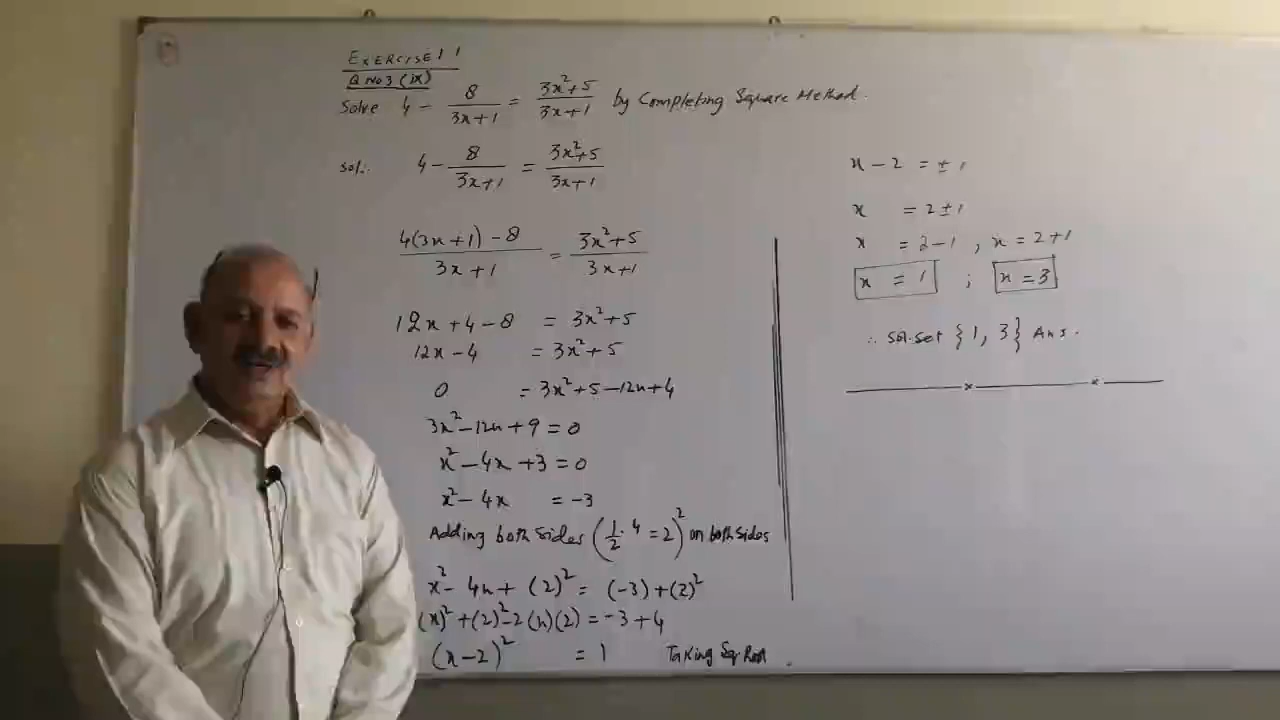 EXERCISE 1.1
Q NO 3 (ix)
Solve 4 - 8/(3x+1) = (3x²+5)/(3x+1) by Completing Square Method.
Sol:. 4 - 8/(3x+1) = (3x²+5)/(3x+1)
(4(3x+1) - 8)/(3x+1) = (3x²+5)/(3x+1)
12x + 4 - 8 = 3x²+5
12x - 4 = 3x²+5
0 = 3x²+5-12x+4
3x²-12x+9 = 0
x²-4x+3 = 0
x²-4x = -3
Adding both sides (1/2 · 4 = 2)² on both sides
x²-4x+(2)² = (-3)+(2)²
(x)²+(2)²-2(x)(2) = -3+4
(x-2)² = 1 Taking Sq Root
x-2 = ±1
x = 2±1
x = 2-1 , x = 2+1
x = 1 ; x = 3
∴ Sol.set {1, 3} Ans.